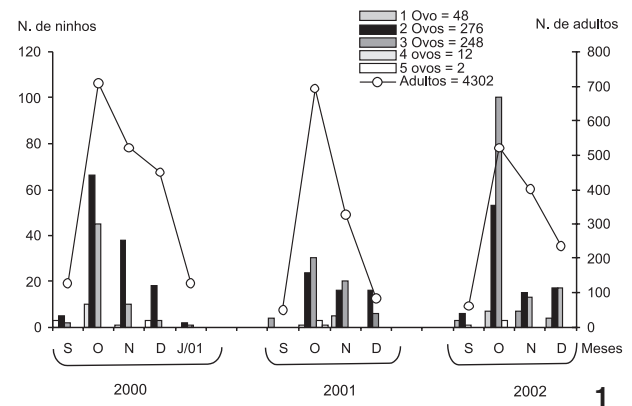 N. de ninhos
1 Ovo = 48
2 Ovos = 276
3 Ovos = 248
4 ovos = 12
5 ovos = 2
Adultos = 4302
N. de adultos
120
100
80
60
40
20
0
800
700
600
500
400
300
200
100
0
S O N D J/01 S O N D S O N D Meses
2000 2001 2002
1